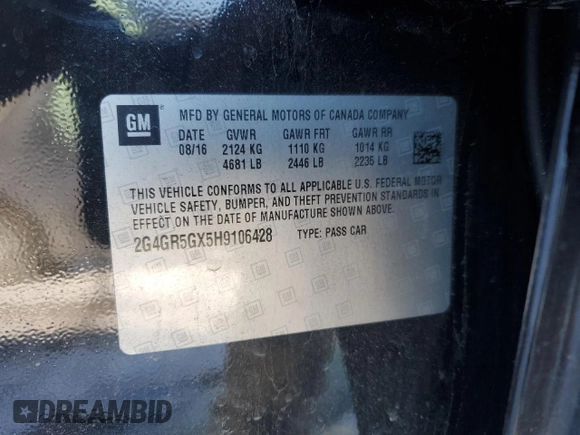 GM
MFD BY GENERAL MOTORS OF CANADA COMPANY
DATE GVWR GAWR FRT GAWR RR
08/16 2124 KG 1110 KG 1014 KG
4681 LB 2446 LB 2235 LB
THIS VEHICLE CONFORMS TO ALL APPLICABLE U.S. FEDERAL MOTOR
VEHICLE SAFETY, BUMPER, AND THEFT PREVENTION STANDARDS IN
EFFECT ON THE DATE OF MANUFACTURE SHOWN ABOVE.
2G4GR5GX5H9106428 TYPE: PASS CAR
DREAMBID